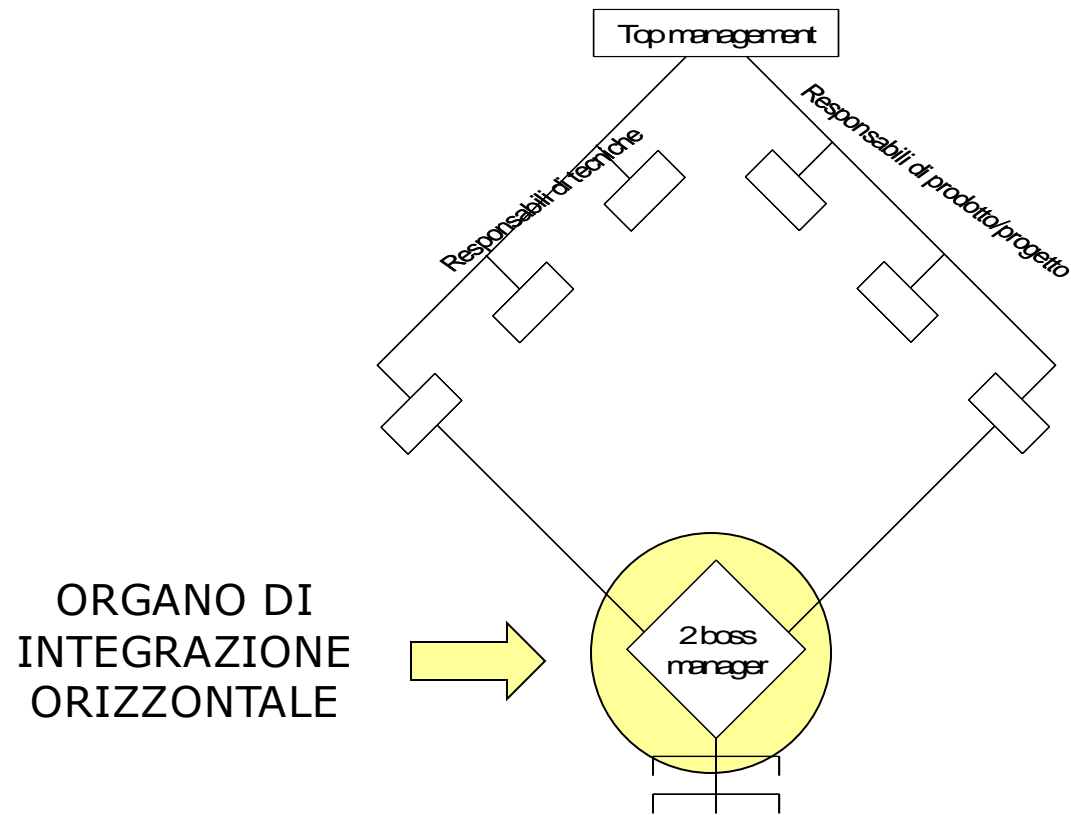 Top management
Responsabili di tecniche
Responsabili di prodotto/progetto
ORGANO DI
INTEGRAZIONE
ORIZZONTALE
2 boss
manager